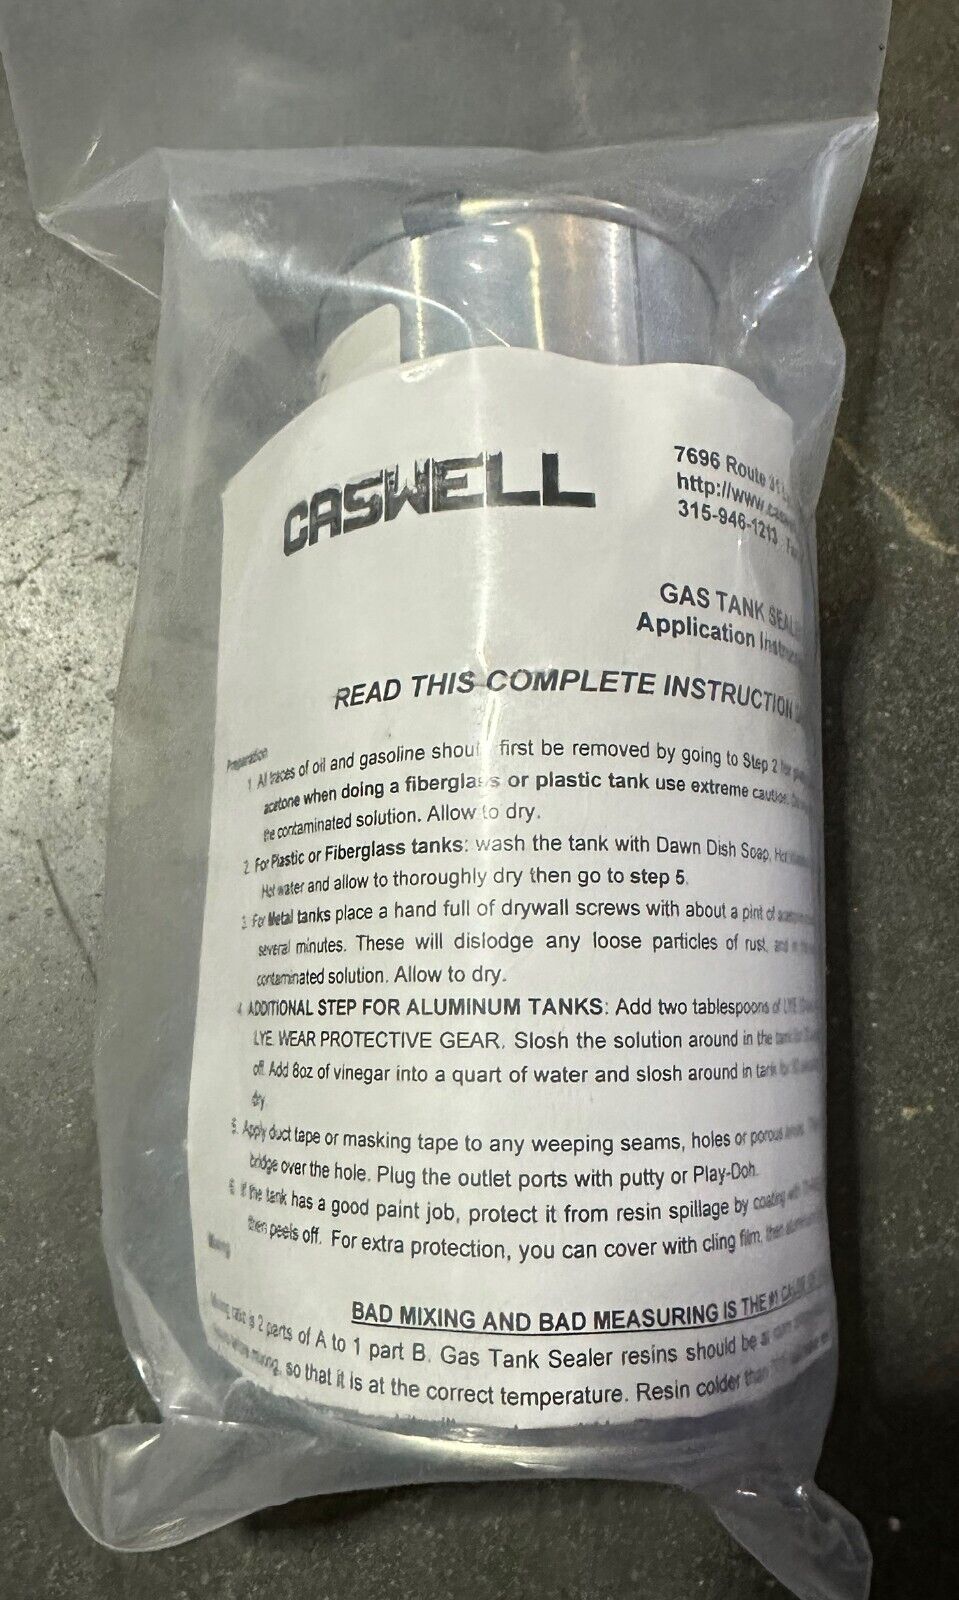 CASWELL
7696 Route 31
http://www.
315-946-1213
GAS TANK
Application
READ THIS COMPLETE INSTRUCTION
Preparation
1. All traces of oil and gasoline first be removed by going to Step 2
acetone when doing a fiberglass or plastic tank use extreme caution.
the contaminated solution. Allow to dry.
2. For Plastic or Fiberglass tanks: wash the tank with Dawn Dish Soap,
Hot water and allow to thoroughly dry then go to step 5.
3. For Metal tanks place a hand full of drywall screws with about a pint of
several minutes. These will dislodge any loose particles of rust,
contaminated solution. Allow to dry.
4. ADDITIONAL STEP FOR ALUMINUM TANKS: Add two tablespoons of LYE
LYE. WEAR PROTECTIVE GEAR. Slosh the solution around in the
off. Add 8oz of vinegar into a quart of water and slosh around in tank for
dry.
5. Apply duct tape or masking tape to any weeping seams, holes or porous
bridge over the hole. Plug the outlet ports with putty or Play-Doh.
6. If the tank has a good paint job, protect it from resin spillage by coating with
then peels off. For extra protection, you can cover with cling film, then
Mixing
BAD MIXING AND BAD MEASURING IS THE #1
Mixing ratio is 2 parts of A to 1 part B. Gas Tank Sealer resins should be
mixing, so that it is at the correct temperature. Resin colder than